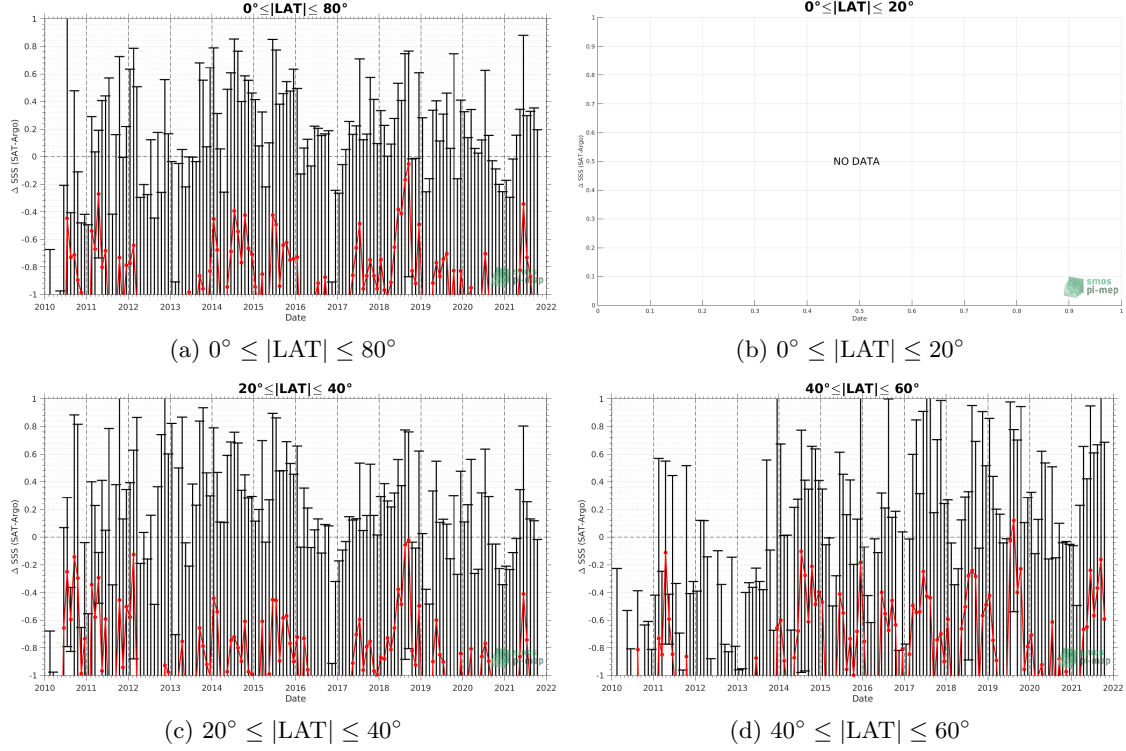 0°≤|LAT|≤ 80°
1
0.8
0.6
0.4
0.2
0
-0.2
-0.4
-0.6
-0.8
-1
Δ SSS (SAT-Argo)
2010 2011 2012 2013 2014 2015 2016 2017 2018 2019 2020 2021 2022
Date
smos
pi-mep
(a) 0° ≤ |LAT| ≤ 80°
0°≤|LAT|≤ 20°
1
0.9
0.8
0.7
0.6
0.5
0.4
0.3
0.2
0.1
0
Δ SSS (SAT-Argo)
NO DATA
0 0.1 0.2 0.3 0.4 0.5 0.6 0.7 0.8 0.9 1
Date
smos
pi-mep
(b) 0° ≤ |LAT| ≤ 20°
20°≤|LAT|≤ 40°
1
0.8
0.6
0.4
0.2
0
-0.2
-0.4
-0.6
-0.8
-1
Δ SSS (SAT-Argo)
2010 2011 2012 2013 2014 2015 2016 2017 2018 2019 2020 2021 2022
Date
smos
pi-mep
(c) 20° ≤ |LAT| ≤ 40°
40°≤|LAT|≤ 60°
1
0.8
0.6
0.4
0.2
0
-0.2
-0.4
-0.6
-0.8
-1
Δ SSS (SAT-Argo)
2010 2011 2012 2013 2014 2015 2016 2017 2018 2019 2020 2021 2022
Date
smos
pi-mep
(d) 40° ≤ |LAT| ≤ 60°